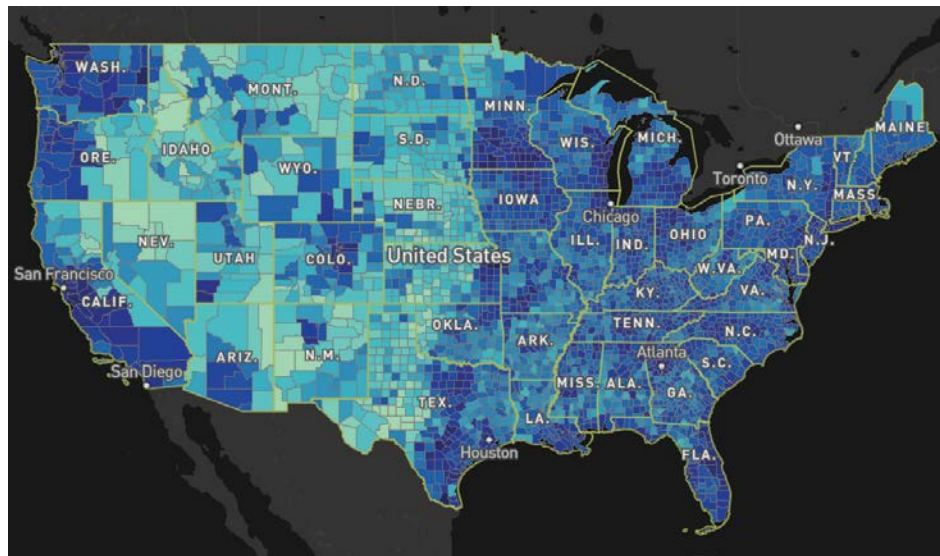 WASH.
MONT.
N.D.
MINN.
MAINE
ORE.
IDAHO
S.D.
WIS.
MICH.
Ottawa
VT.
WYO.
Toronto
N.Y.
MASS.
IOWA
Chicago
NEBR.
PA.
NEV.
UTAH
COLO.
United States
ILL.
IND.
OHIO
N.J.
MD.
San Francisco
W.VA.
CALIF.
KY.
VA.
OKLA.
TENN.
N.C.
ARIZ.
N.M.
ARK.
Atlanta
S.C.
San Diego
MISS.
ALA.
GA.
TEX.
LA.
Houston
FLA.